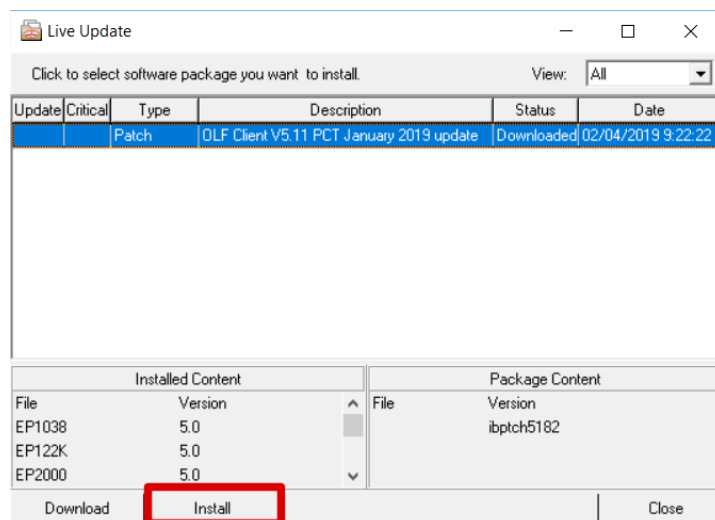 Live Update
Click to select software package you want to install. View: All
Update Critical Type Description Status Date
Patch OLF Client V5.11 PCT January 2019 update Downloaded 02/04/2019 9:22:22
Installed Content Package Content
File Version File Version
EP1038 5.0 ibptch5182
EP122K 5.0
EP2000 5.0
Download Install Close